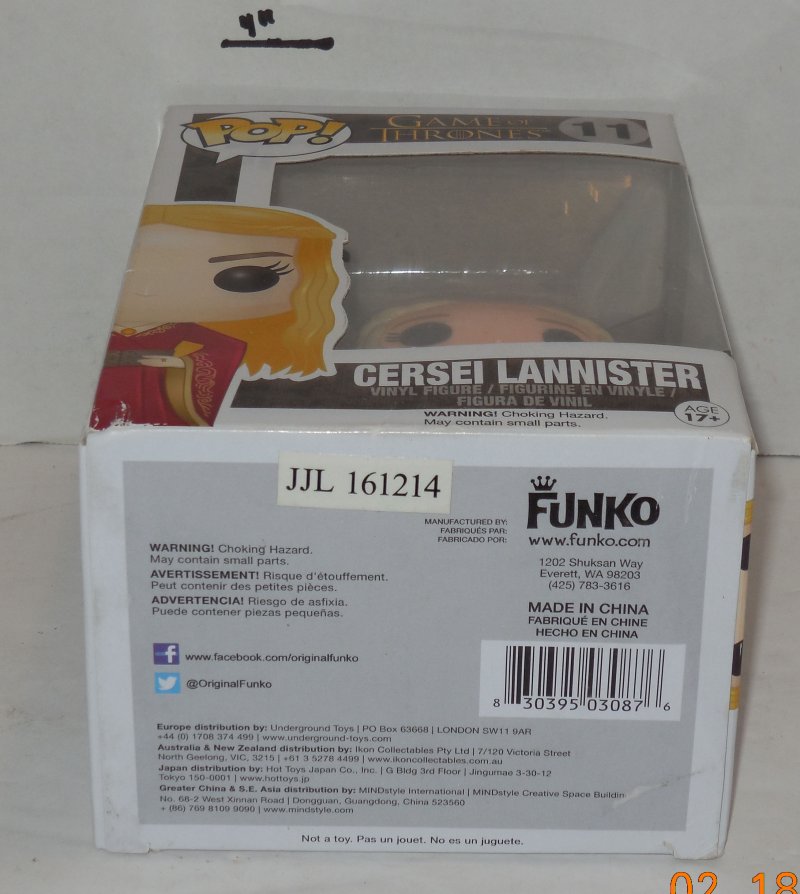 4"
POP!
GAME OF
THRONES
11
CERSEI LANNISTER
VINYL FIGURE / FIGURINE EN VINYLE /
FIGURA DE VINIL
WARNING! Choking Hazard.
May contain small parts.
AGE
17+
JJL 161214
MANUFACTURED BY:
FABRIQUÉS PAR:
FABRICADO POR:
FUNKO
www.funko.com
1202 Shuksan Way
Everett, WA 98203
(425) 783-3616
MADE IN CHINA
FABRIQUÉ EN CHINE
HECHO EN CHINA
WARNING! Choking Hazard.
May contain small parts.
AVERTISSEMENT! Risque d'étouffement.
Peut contenir des petites pièces.
ADVERTENCIA! Riesgo de asfixia.
Puede contener piezas pequeñas.
f www.facebook.com/originalfunko
@OriginalFunko
8 30395 03087 6
Europe distribution by: Underground Toys | PO Box 63668 | LONDON SW11 9AR
+44 (0) 1708 374 499 | www.underground-toys.com
Australia & New Zealand distribution by: Ikon Collectables Pty Ltd | 7/120 Victoria Street
North Geelong, VIC, 3215 | +61 3 5278 4499 | www.ikoncollectables.com.au
Japan distribution by: Hot Toys Japan Co., Inc. | G Bldg 3rd Floor | Jingumae 3-30-12
Tokyo 150-0001 | www.hottoys.jp
Greater China & S.E. Asia distribution by: MINDstyle International | MINDstyle Creative Space Buildin
No. 68-2 West Xinnan Road | Dongguan, Guangdong, China 523560
+ (86) 769 8109 9090 | www.mindstyle.com
Not a toy. Pas un jouet. No es un juguete.
02 18